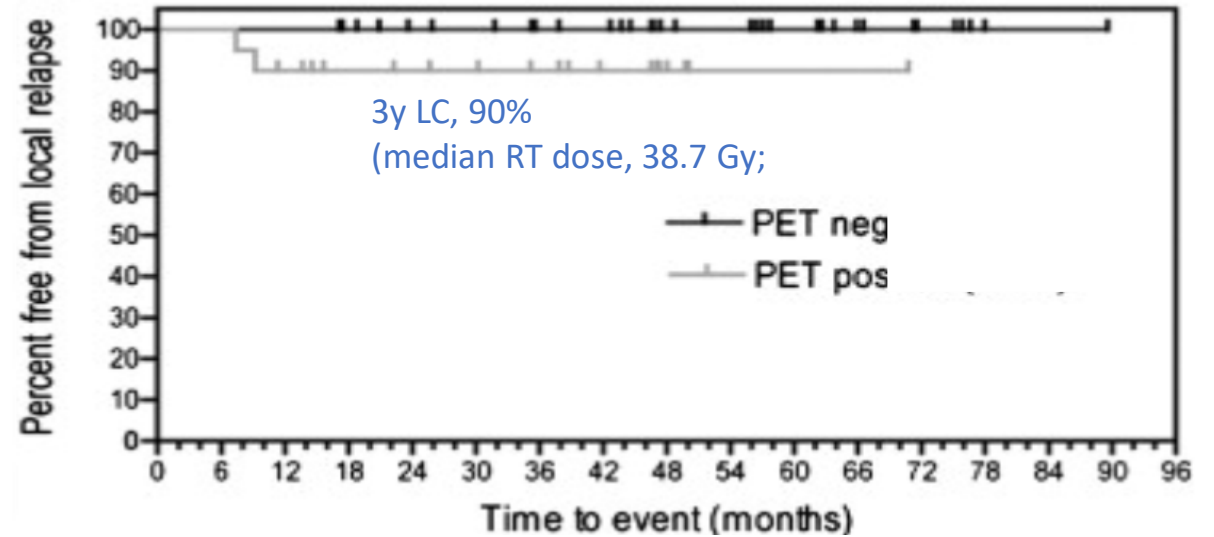 Percent free from local relapse
100
90
80
70
60
50
40
30
20
10
0
3y LC, 90%
(median RT dose, 38.7 Gy;
PET neg
PET pos
0 6 12 18 24 30 36 42 48 54 60 66 72 78 84 90 96
Time to event (months)